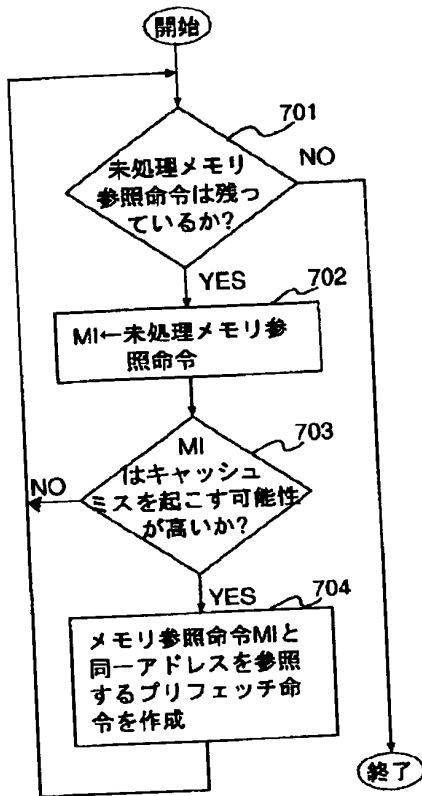 開始
701
未処理メモリ
参照命令は残っ
ているか?
NO
YES
702
MI←未処理メモリ参
照命令
703
MI
はキャッシュ
ミスを起こす可能性
が高いか?
NO
YES
704
メモリ参照命令MIと
同一アドレスを参照
するプリフェッチ命
令を作成
終了